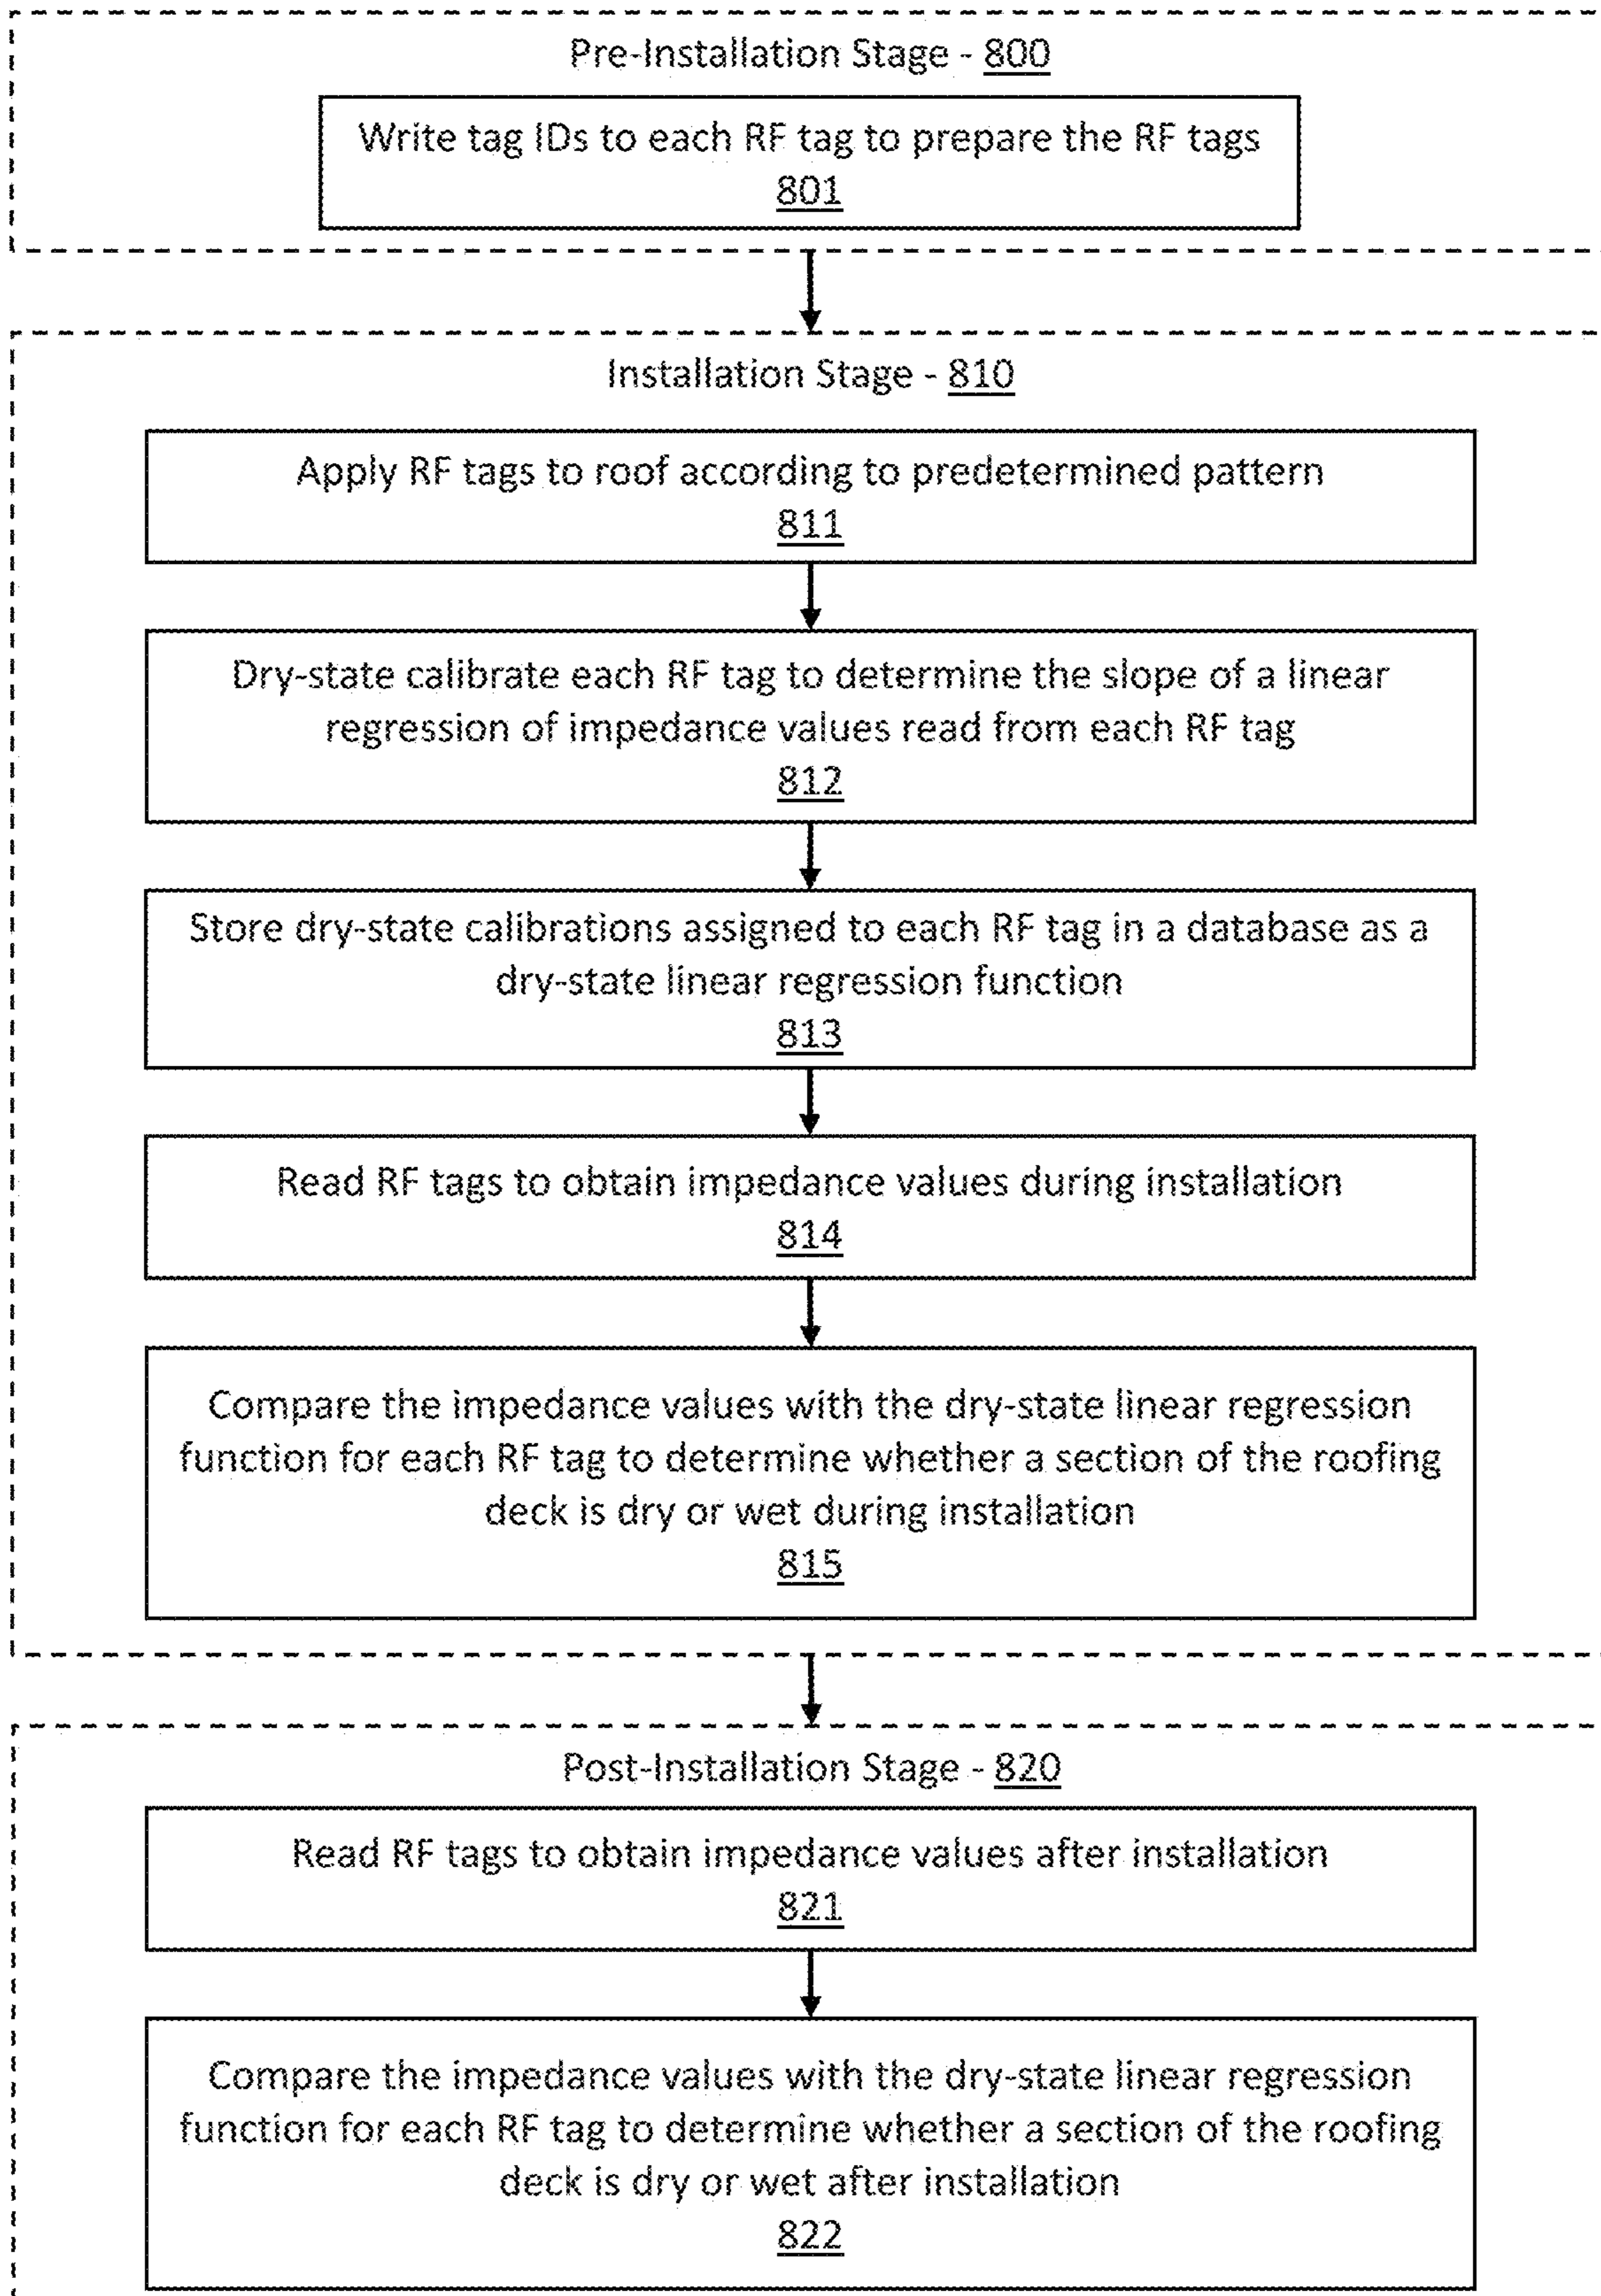 Pre-Installation Stage - 800
Write tag IDs to each RF tag to prepare the RF tags
801
Installation Stage - 810
Apply RF tags to roof according to predetermined pattern
811
Dry-state calibrate each RF tag to determine the slope of a linear
regression of impedance values read from each RF tag
812
Store dry-state calibrations assigned to each RF tag in a database as a
dry-state linear regression function
813
Read RF tags to obtain impedance values during installation
814
Compare the impedance values with the dry-state linear regression
function for each RF tag to determine whether a section of the roofing
deck is dry or wet during installation
815
Post-Installation Stage - 820
Read RF tags to obtain impedance values after installation
821
Compare the impedance values with the dry-state linear regression
function for each RF tag to determine whether a section of the roofing
deck is dry or wet after installation
822